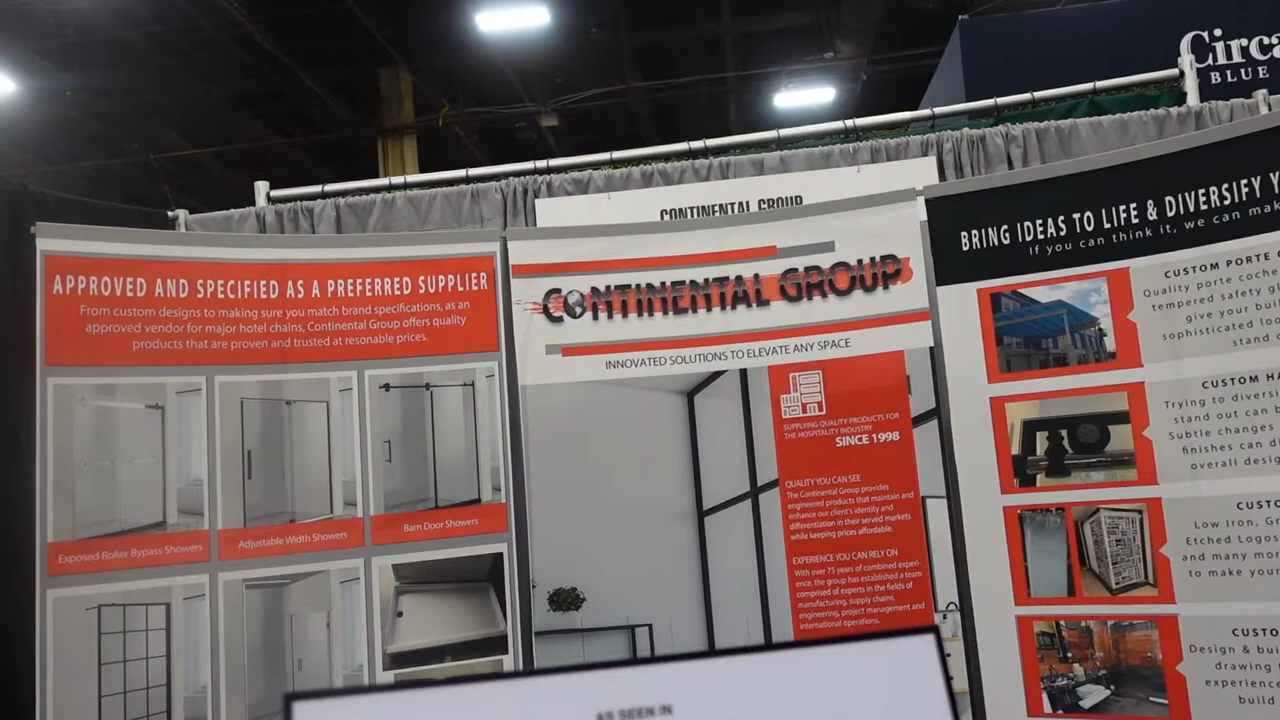 Circa
BLUE
CONTINENTAL GROUP
APPROVED AND SPECIFIED AS A PREFERRED SUPPLIER
From custom designs to making sure you match brand specifications, as an
approved vendor for major hotel chains, Continental Group offers quality
products that are proven and trusted at resonable prices.
Exposed Roller Bypass Showers
Adjustable Width Showers
Barn Door Showers
CONTINENTAL GROUP
INNOVATED SOLUTIONS TO ELEVATE ANY SPACE
SUPPLYING QUALITY PRODUCTS FOR
THE HOSPITALITY INDUSTRY
SINCE 1998
QUALITY YOU CAN SEE
The Continental Group provides
engineered products that maintain and
enhance our client's identity and
differentiation in their served markets
while keeping prices affordable.
EXPERIENCE YOU CAN RELY ON
With over 75 years of combined experi-
ence, the group has established a team
comprised of experts in the fields of
manufacturing, supply chains,
engineering, project management and
international operations.
AS SEEN IN
BRING IDEAS TO LIFE & DIVERSIFY Y
If you can think it, we can mak
CUSTOM PORTE C
Quality porte coche
tempered safety gl
give your buil
sophisticated loo
stand o
CUSTOM HA
Trying to diversi
stand out can b
Subtle changes
finishes can di
overall desig
CUSTO
Low Iron, Gr
Etched Logos
and many mor
to make your
CUSTO
Design & bui
drawing
experience
build